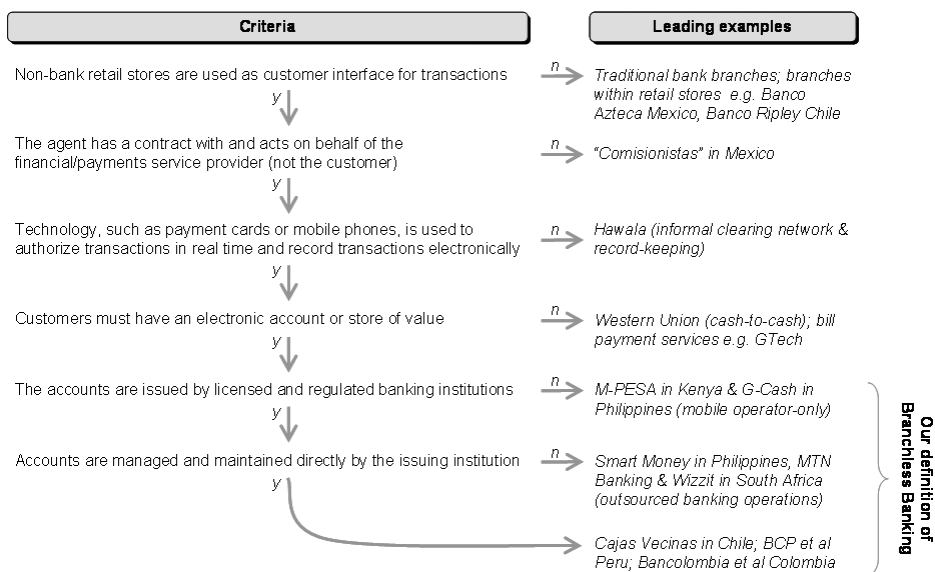 Criteria
Leading examples
Non-bank retail stores are used as customer interface for transactions
n
Traditional bank branches; branches
within retail stores e.g. Banco
Azteca Mexico, Banco Ripley Chile
y
The agent has a contract with and acts on behalf of the
financial/payments service provider (not the customer)
n
“Comisionistas” in Mexico
y
Technology, such as payment cards or mobile phones, is used to
authorize transactions in real time and record transactions electronically
n
Hawala (informal clearing network &
record-keeping)
y
Customers must have an electronic account or store of value
n
Western Union (cash-to-cash); bill
payment services e.g. GTech
y
The accounts are issued by licensed and regulated banking institutions
n
M-PESA in Kenya & G-Cash in
Philippines (mobile operator-only)
y
Accounts are managed and maintained directly by the issuing institution
n
Smart Money in Philippines, MTN
Banking & Wizzit in South Africa
(outsourced banking operations)
y
Cajas Vecinas in Chile; BCP et al
Peru; Bancolombia et al Colombia
Our definition of
Branchless Banking